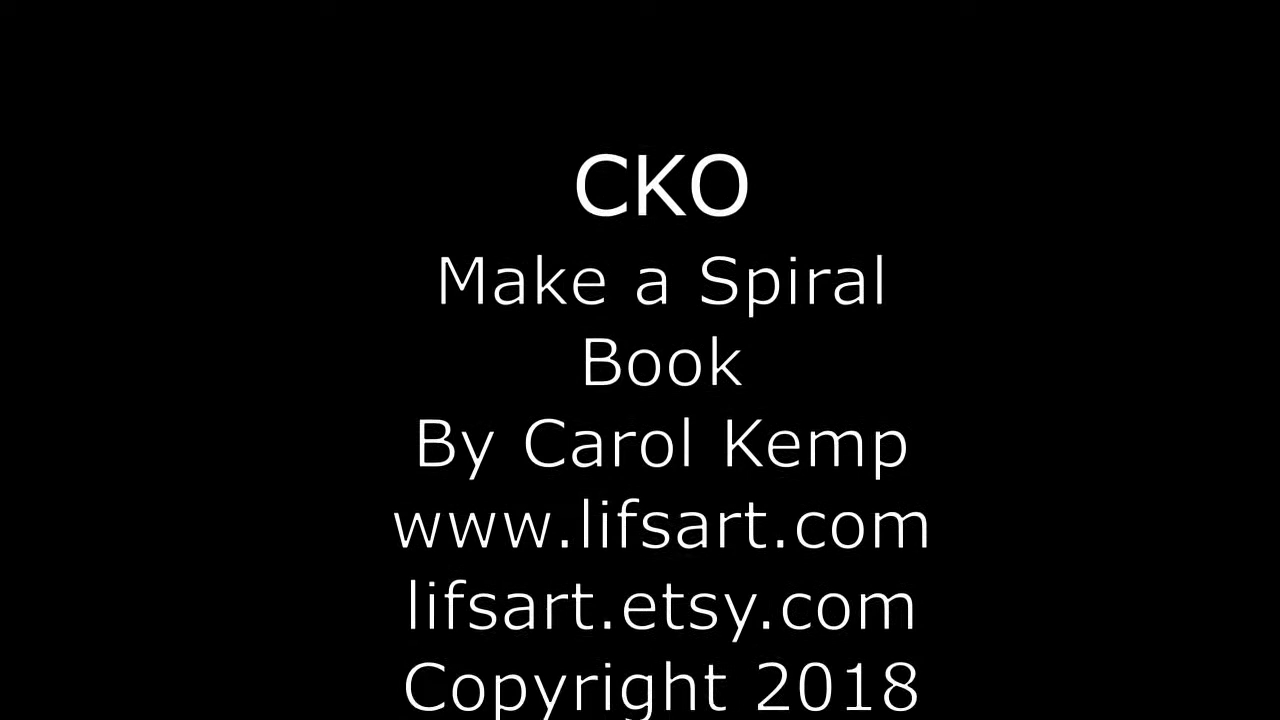 CKO
Make a Spiral
Book
By Carol Kemp
www.lifsart.com
lifsart.etsy.com
Copyright 2018